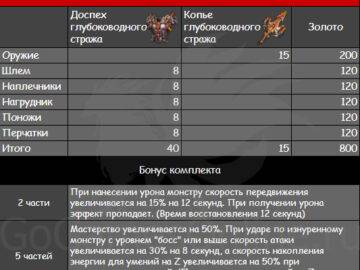 Доспех глубоководного стража
Копье глубоководного стража
Золото
Оружие 15 200
Шлем 8 120
Наплечники 8 120
Нагрудник 8 120
Поножи 8 120
Перчатки 8 120
Итого 40 15 800
Бонус комплекта
2 части
При нанесении урона монстру скорость передвижения
увеличивается на 15% на 12 секунд. При получении урона
эффект пропадает. (Время восстановления 12 секунд)
5 частей
Мастерство увеличивается на 50%. При ударе по изнуренному
монстру с уровнем "босс" или выше скорость атаки
увеличивается на 30% на 8 секунд, а скорость накопления
энергии для умений на Z увеличивается на 50% при